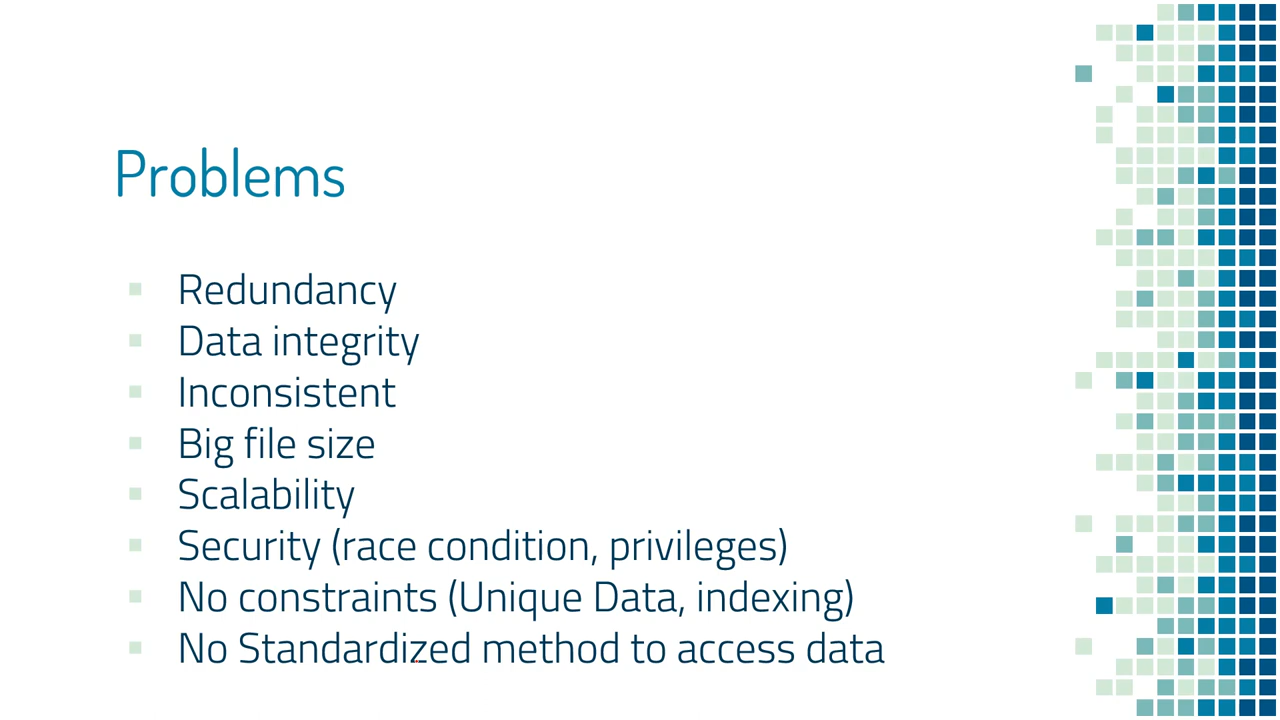 Problems
Redundancy
Data integrity
Inconsistent
Big file size
Scalability
Security (race condition, privileges)
No constraints (Unique Data, indexing)
No Standardized method to access data